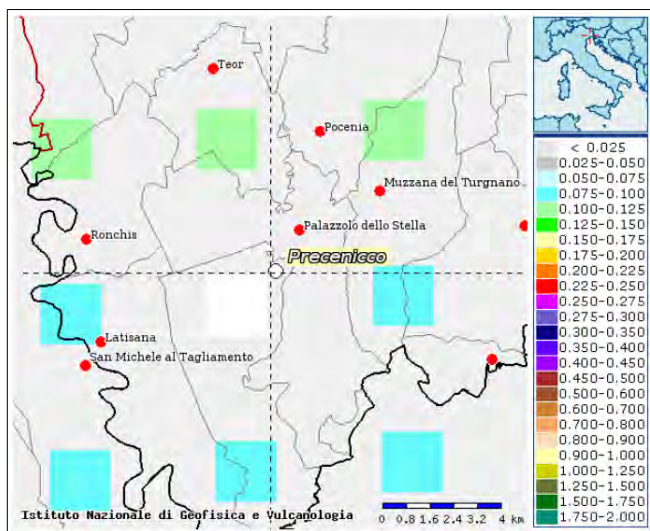 Teor
Pocenia
Muzzana del Turgnano
Palazzolo dello Stella
Ronchis
Precenicco
Latisana
San Michele al Tagliamento
Istituto Nazionale di Geofisica e Vulcanologia
0 0.8 1.6 2.4 3.2 4 km
< 0.025
0.025-0.050
0.050-0.075
0.075-0.100
0.100-0.125
0.125-0.150
0.150-0.175
0.175-0.200
0.200-0.225
0.225-0.250
0.250-0.275
0.275-0.300
0.300-0.350
0.350-0.400
0.400-0.450
0.450-0.500
0.500-0.600
0.600-0.700
0.700-0.800
0.800-0.900
0.900-1.000
1.000-1.250
1.250-1.500
1.500-1.750
1.750-2.000